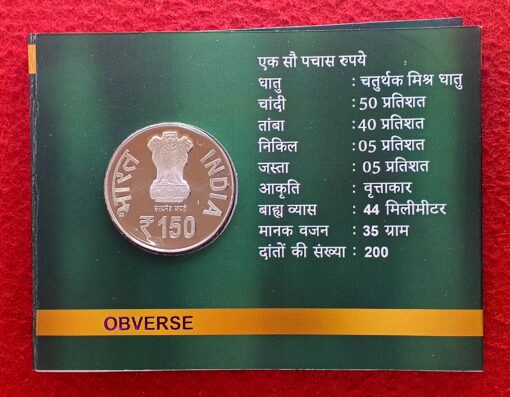 भारत
INDIA
सत्यमेव जयते
₹150
एक सौ पचास रुपये
धातु : चतुर्थक मिश्र धातु
चांदी : 50 प्रतिशत
तांबा : 40 प्रतिशत
निकिल : 05 प्रतिशत
जस्ता : 05 प्रतिशत
आकृति : वृत्ताकार
बाह्य व्यास : 44 मिलीमीटर
मानक वजन : 35 ग्राम
दांतों की संख्या : 200
OBVERSE